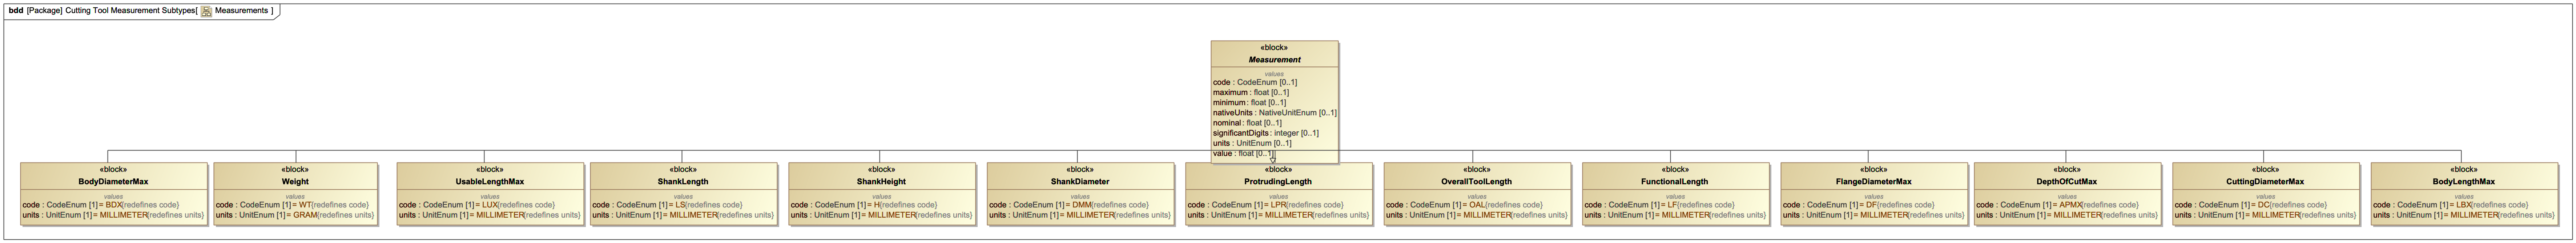 bdd [Package] Cutting Tool Measurement Subtypes[ Measurements ]
«block»
Measurement
values
code : CodeEnum [0..1]
maximum : float [0..1]
minimum : float [0..1]
nativeUnits : NativeUnitEnum [0..1]
nominal : float [0..1]
significantDigits : integer [0..1]
units : UnitEnum [0..1]
value : float [0..1]
«block»
BodyDiameterMax
values
code : CodeEnum [1] = BDX{redefines code}
units : UnitEnum [1] = MILLIMETER{redefines units}
«block»
Weight
values
code : CodeEnum [1] = WT{redefines code}
units : UnitEnum [1] = GRAM{redefines units}
«block»
UsableLengthMax
values
code : CodeEnum [1] = LUX{redefines code}
units : UnitEnum [1] = MILLIMETER{redefines units}
«block»
ShankLength
values
code : CodeEnum [1] = LS{redefines code}
units : UnitEnum [1] = MILLIMETER{redefines units}
«block»
ShankHeight
values
code : CodeEnum [1] = H{redefines code}
units : UnitEnum [1] = MILLIMETER{redefines units}
«block»
ShankDiameter
values
code : CodeEnum [1] = DMM{redefines code}
units : UnitEnum [1] = MILLIMETER{redefines units}
«block»
ProtrudingLength
values
code : CodeEnum [1] = LPR{redefines code}
units : UnitEnum [1] = MILLIMETER{redefines units}
«block»
OverallToolLength
values
code : CodeEnum [1] = OAL{redefines code}
units : UnitEnum [1] = MILLIMETER{redefines units}
«block»
FunctionalLength
values
code : CodeEnum [1] = LF{redefines code}
units : UnitEnum [1] = MILLIMETER{redefines units}
«block»
FlangeDiameterMax
values
code : CodeEnum [1] = DF{redefines code}
units : UnitEnum [1] = MILLIMETER{redefines units}
«block»
DepthOfCutMax
values
code : CodeEnum [1] = APMX{redefines code}
units : UnitEnum [1] = MILLIMETER{redefines units}
«block»
CuttingDiameterMax
values
code : CodeEnum [1] = DC{redefines code}
units : UnitEnum [1] = MILLIMETER{redefines units}
«block»
BodyLengthMax
values
code : CodeEnum [1] = LBX{redefines code}
units : UnitEnum [1] = MILLIMETER{redefines units}